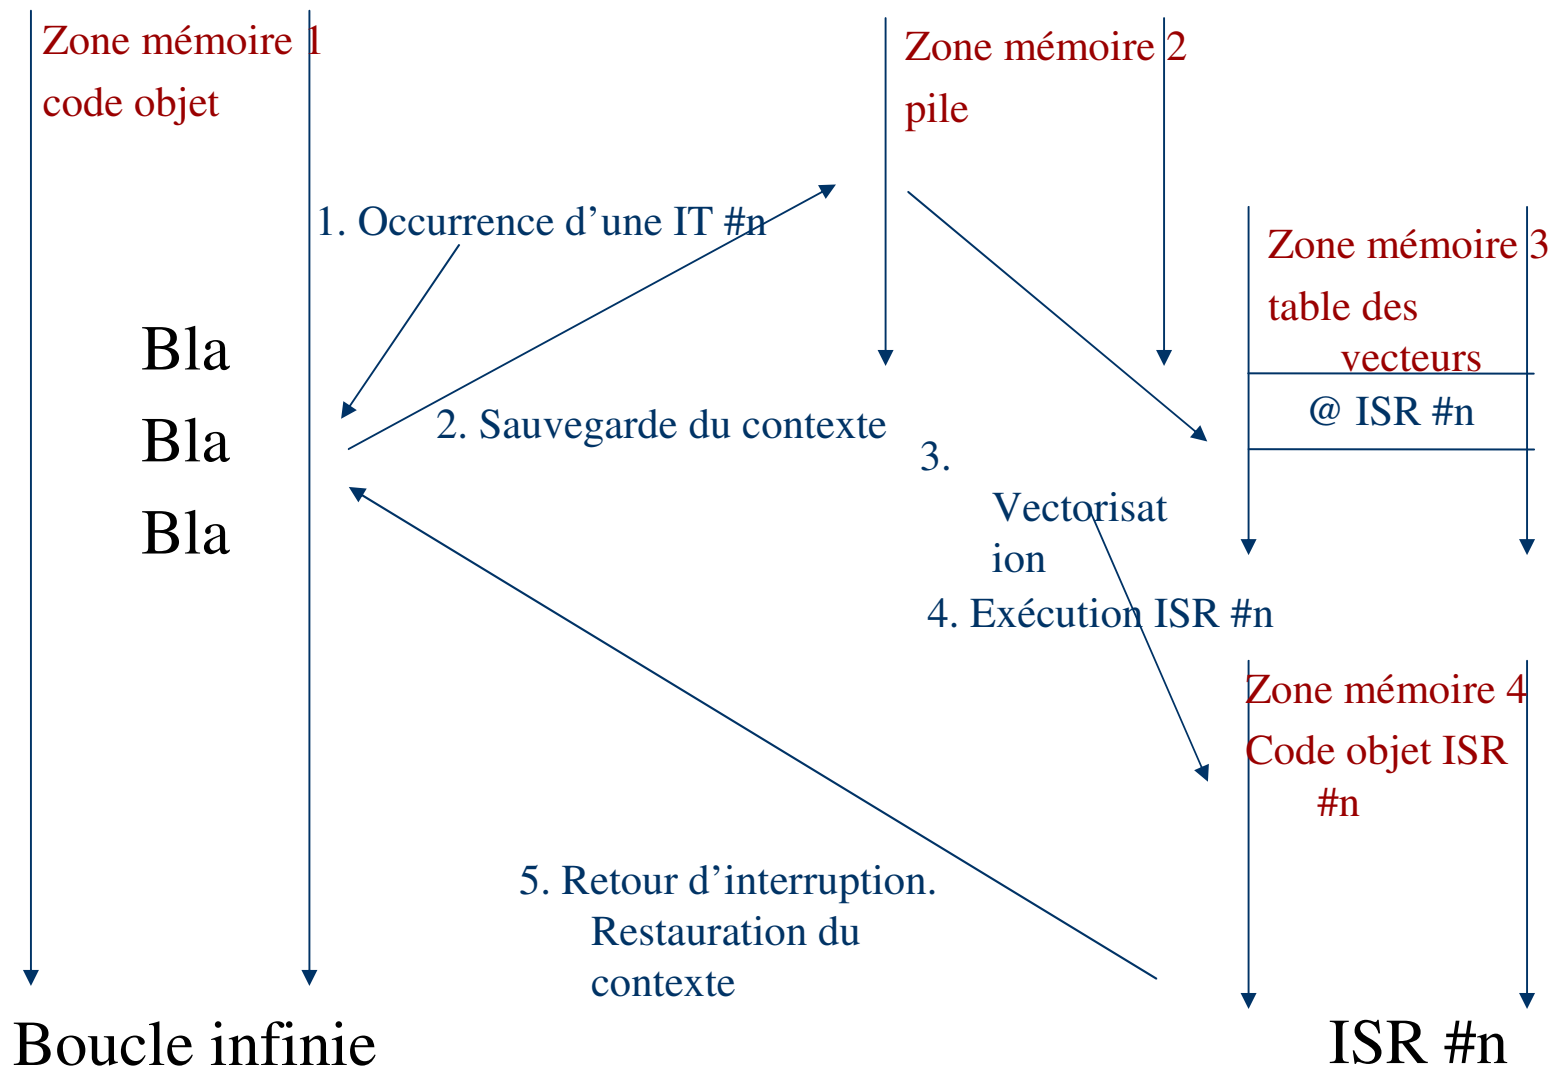 Zone mémoire 1
code objet
Zone mémoire 2
pile
1. Occurrence d’une IT #n
Zone mémoire 3
table des
vecteurs
@ ISR #n
Bla
Bla
Bla
2. Sauvegarde du contexte
3.
Vectorisat
ion
4. Exécution ISR #n
Zone mémoire 4
Code objet ISR
#n
5. Retour d’interruption.
Restauration du
contexte
Boucle infinie
ISR #n